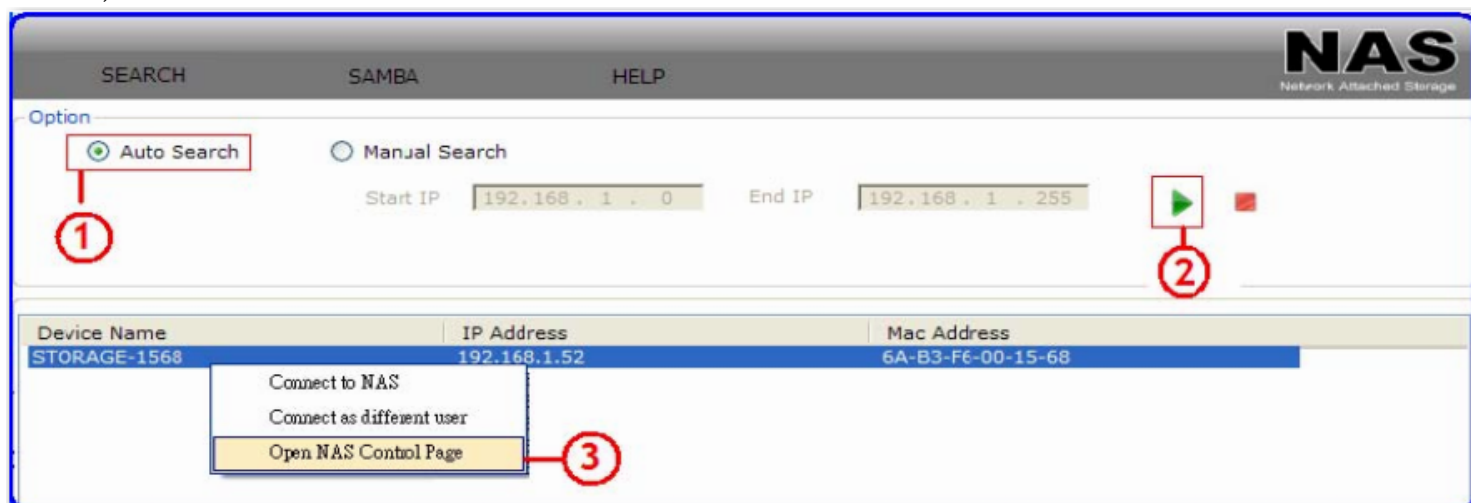 NAS
SEARCH SAMBA HELP
Network Attached Storage
Option
Auto Search Manual Search
Start IP 192.168. 1 . 0 End IP 192.168. 1 . 255
1
2
Device Name IP Address Mac Address
STORAGE-1568 192.168.1.52 6A-B3-F6-00-15-68
Connect to NAS
Connect as different user
Open NAS Control Page 3